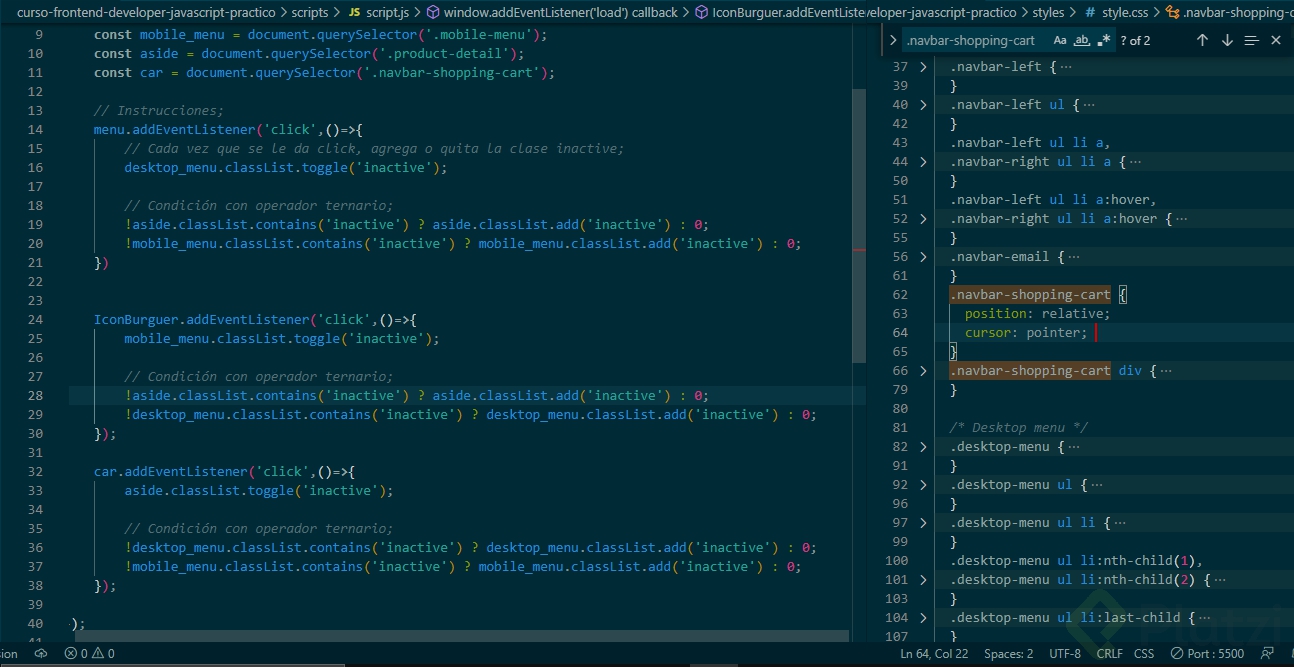 curso-frontend-developer-javascript-practico > scripts > JS script.js > window.addEventListener('load') callback > IconBurguer.addEventListe
9 const mobile_menu = document.querySelector('.mobile-menu');
10 const aside = document.querySelector('.product-detail');
11 const car = document.querySelector('.navbar-shopping-cart');
12
13 // Instrucciones;
14 menu.addEventListener('click',()=>{
15 // Cada vez que se le da click, agrega o quita la clase inactive;
16 desktop_menu.classList.toggle('inactive');
17
18 // Condición con operador ternario;
19 !aside.classList.contains('inactive') ? aside.classList.add('inactive') : 0;
20 !mobile_menu.classList.contains('inactive') ? mobile_menu.classList.add('inactive') : 0;
21 })
22
23
24 IconBurguer.addEventListener('click',()=>{
25 mobile_menu.classList.toggle('inactive');
26
27 // Condición con operador ternario;
28 !aside.classList.contains('inactive') ? aside.classList.add('inactive') : 0;
29 !desktop_menu.classList.contains('inactive') ? desktop_menu.classList.add('inactive') : 0;
30 });
31
32 car.addEventListener('click',()=>{
33 aside.classList.toggle('inactive');
34
35 // Condición con operador ternario;
36 !desktop_menu.classList.contains('inactive') ? desktop_menu.classList.add('inactive') : 0;
37 !mobile_menu.classList.contains('inactive') ? mobile_menu.classList.add('inactive') : 0;
38 });
39
40 );
41
veloper-javascript-practico > styles > # style.css > .navbar-shopping-c
.navbar-shopping-cart Aa ab .* ? of 2
37 > .navbar-left {···
39 }
40 > .navbar-left ul {···
42 }
43 .navbar-left ul li a,
44 > .navbar-right ul li a {···
50 }
51 .navbar-left ul li a:hover,
52 > .navbar-right ul li a:hover {···
55 }
56 > .navbar-email {···
61 }
62 .navbar-shopping-cart {
63 position: relative;
64 cursor: pointer;
65 }
66 > .navbar-shopping-cart div {···
79 }
80
81 /* Desktop menu */
82 > .desktop-menu {···
91 }
92 > .desktop-menu ul {···
96 }
97 > .desktop-menu ul li {···
99 }
100 .desktop-menu ul li:nth-child(1),
101 > .desktop-menu ul li:nth-child(2) {···
103 }
104 > .desktop-menu ul li:last-child {···
107 }
Platzi
sion 0 0 Ln 64, Col 22 Spaces: 2 UTF-8 CRLF CSS Port : 5500